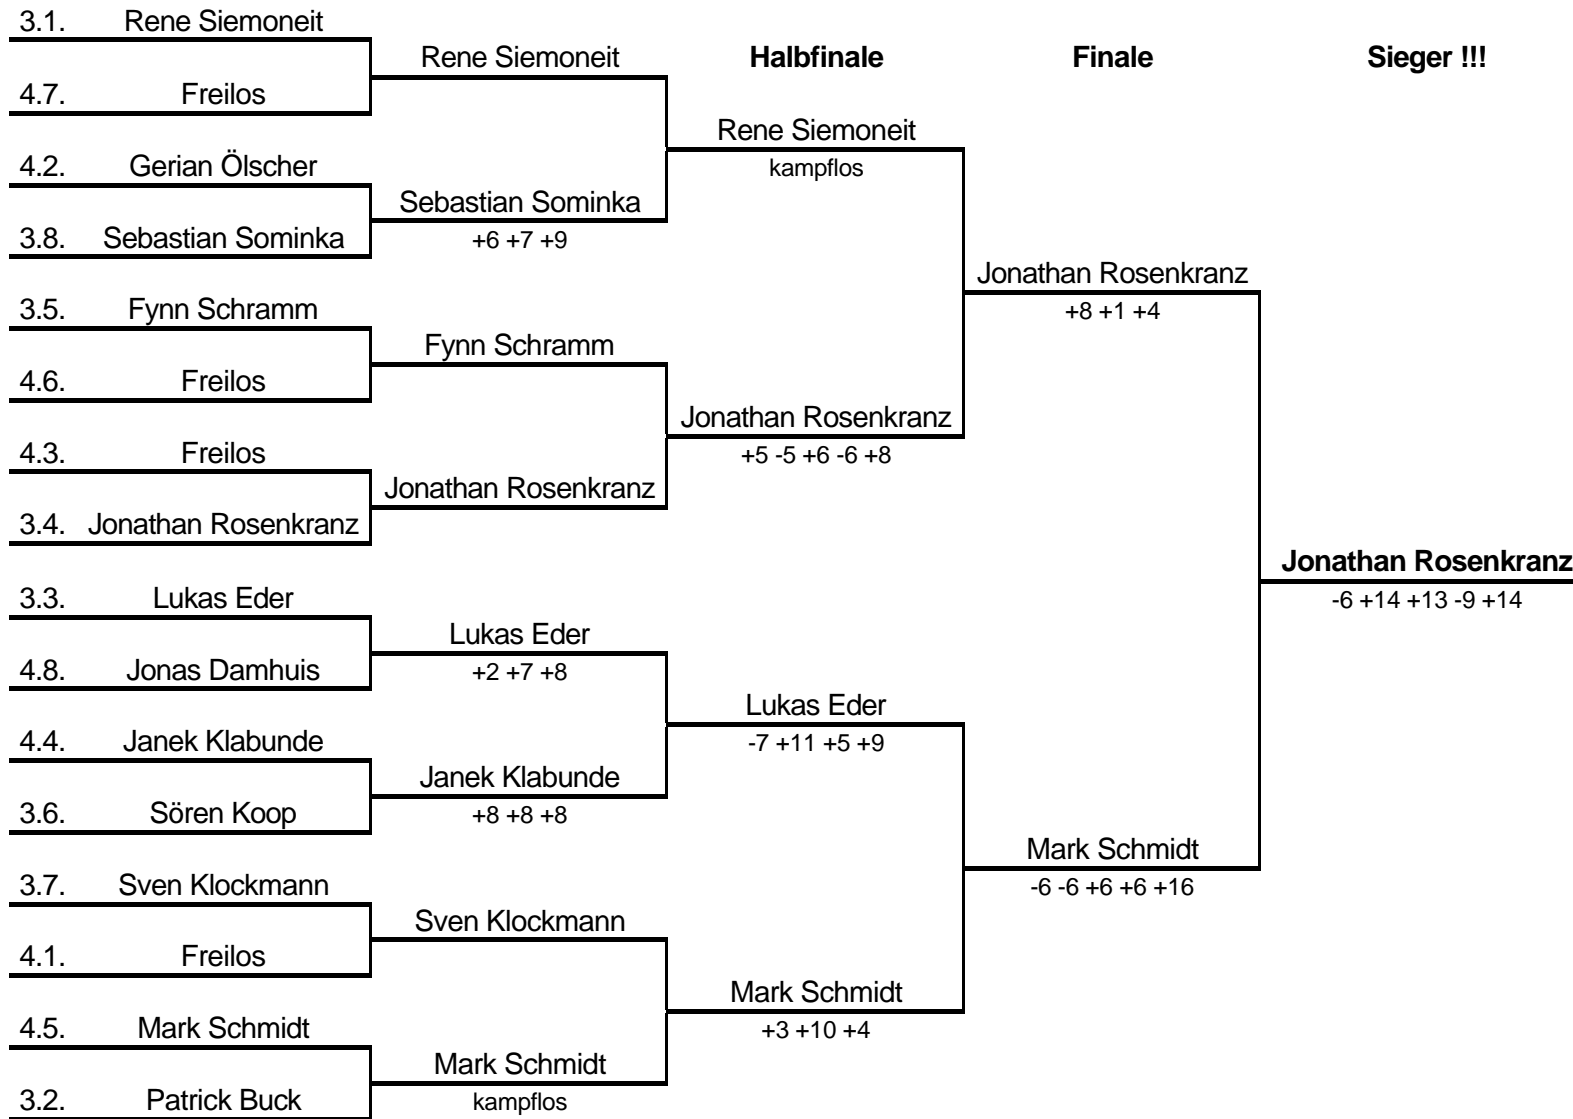 3.1. Rene Siemoneit
Rene Siemoneit Halbfinale Finale Sieger !!!
4.7. Freilos
Rene Siemoneit
4.2. Gerian Ölscher kampflos
Sebastian Sominka
3.8. Sebastian Sominka +6 +7 +9
Jonathan Rosenkranz
3.5. Fynn Schramm +8 +1 +4
Fynn Schramm
4.6. Freilos
Jonathan Rosenkranz
4.3. Freilos +5 -5 +6 -6 +8
Jonathan Rosenkranz
3.4. Jonathan Rosenkranz
Jonathan Rosenkranz
3.3. Lukas Eder -6 +14 +13 -9 +14
Lukas Eder
4.8. Jonas Damhuis +2 +7 +8
Lukas Eder
4.4. Janek Klabunde -7 +11 +5 +9
Janek Klabunde
3.6. Sören Koop +8 +8 +8
Mark Schmidt
3.7. Sven Klockmann -6 -6 +6 +6 +16
Sven Klockmann
4.1. Freilos
Mark Schmidt
4.5. Mark Schmidt +3 +10 +4
Mark Schmidt
3.2. Patrick Buck kampflos